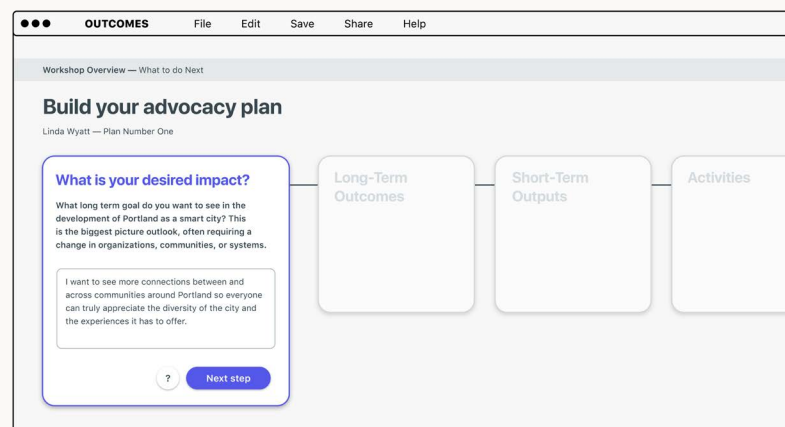 OUTCOMES File Edit Save Share Help
Workshop Overview — What to do Next
Build your advocacy plan
Linda Wyatt — Plan Number One
What is your desired impact?
What long term goal do you want to see in the
development of Portland as a smart city? This
is the biggest picture outlook, often requiring a
change in organizations, communities, or systems.
I want to see more connections between and
across communities around Portland so everyone
can truly appreciate the diversity of the city and
the experiences it has to offer.
? Next step
Long-Term
Outcomes
Short-Term
Outputs
Activities